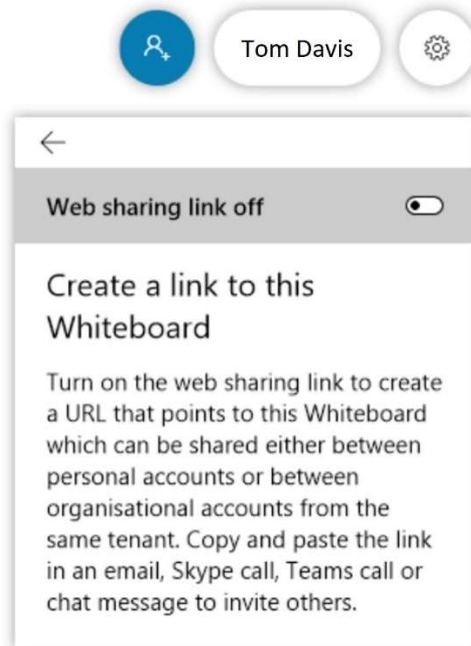 Tom Davis
Web sharing link off
Create a link to this
Whiteboard
Turn on the web sharing link to create
a URL that points to this Whiteboard
which can be shared either between
personal accounts or between
organisational accounts from the
same tenant. Copy and paste the link
in an email, Skype call, Teams call or
chat message to invite others.